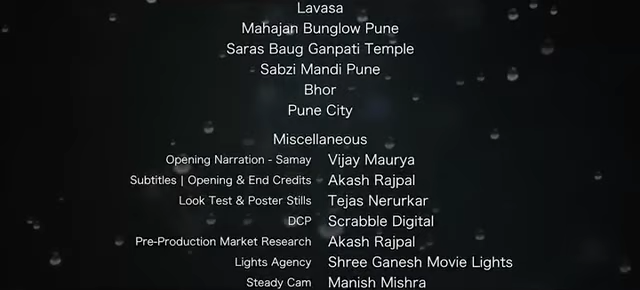 Lavasa
Mahajan Bunglow Pune
Saras Baug Ganpati Temple
Sabzi Mandi Pune
Bhor
Pune City
Miscellaneous
Opening Narration - Samay Vijay Maurya
Subtitles | Opening & End Credits Akash Rajpal
Look Test & Poster Stills Tejas Nerurkar
DCP Scrabble Digital
Pre-Production Market Research Akash Rajpal
Lights Agency Shree Ganesh Movie Lights
Steady Cam Manish Mishra